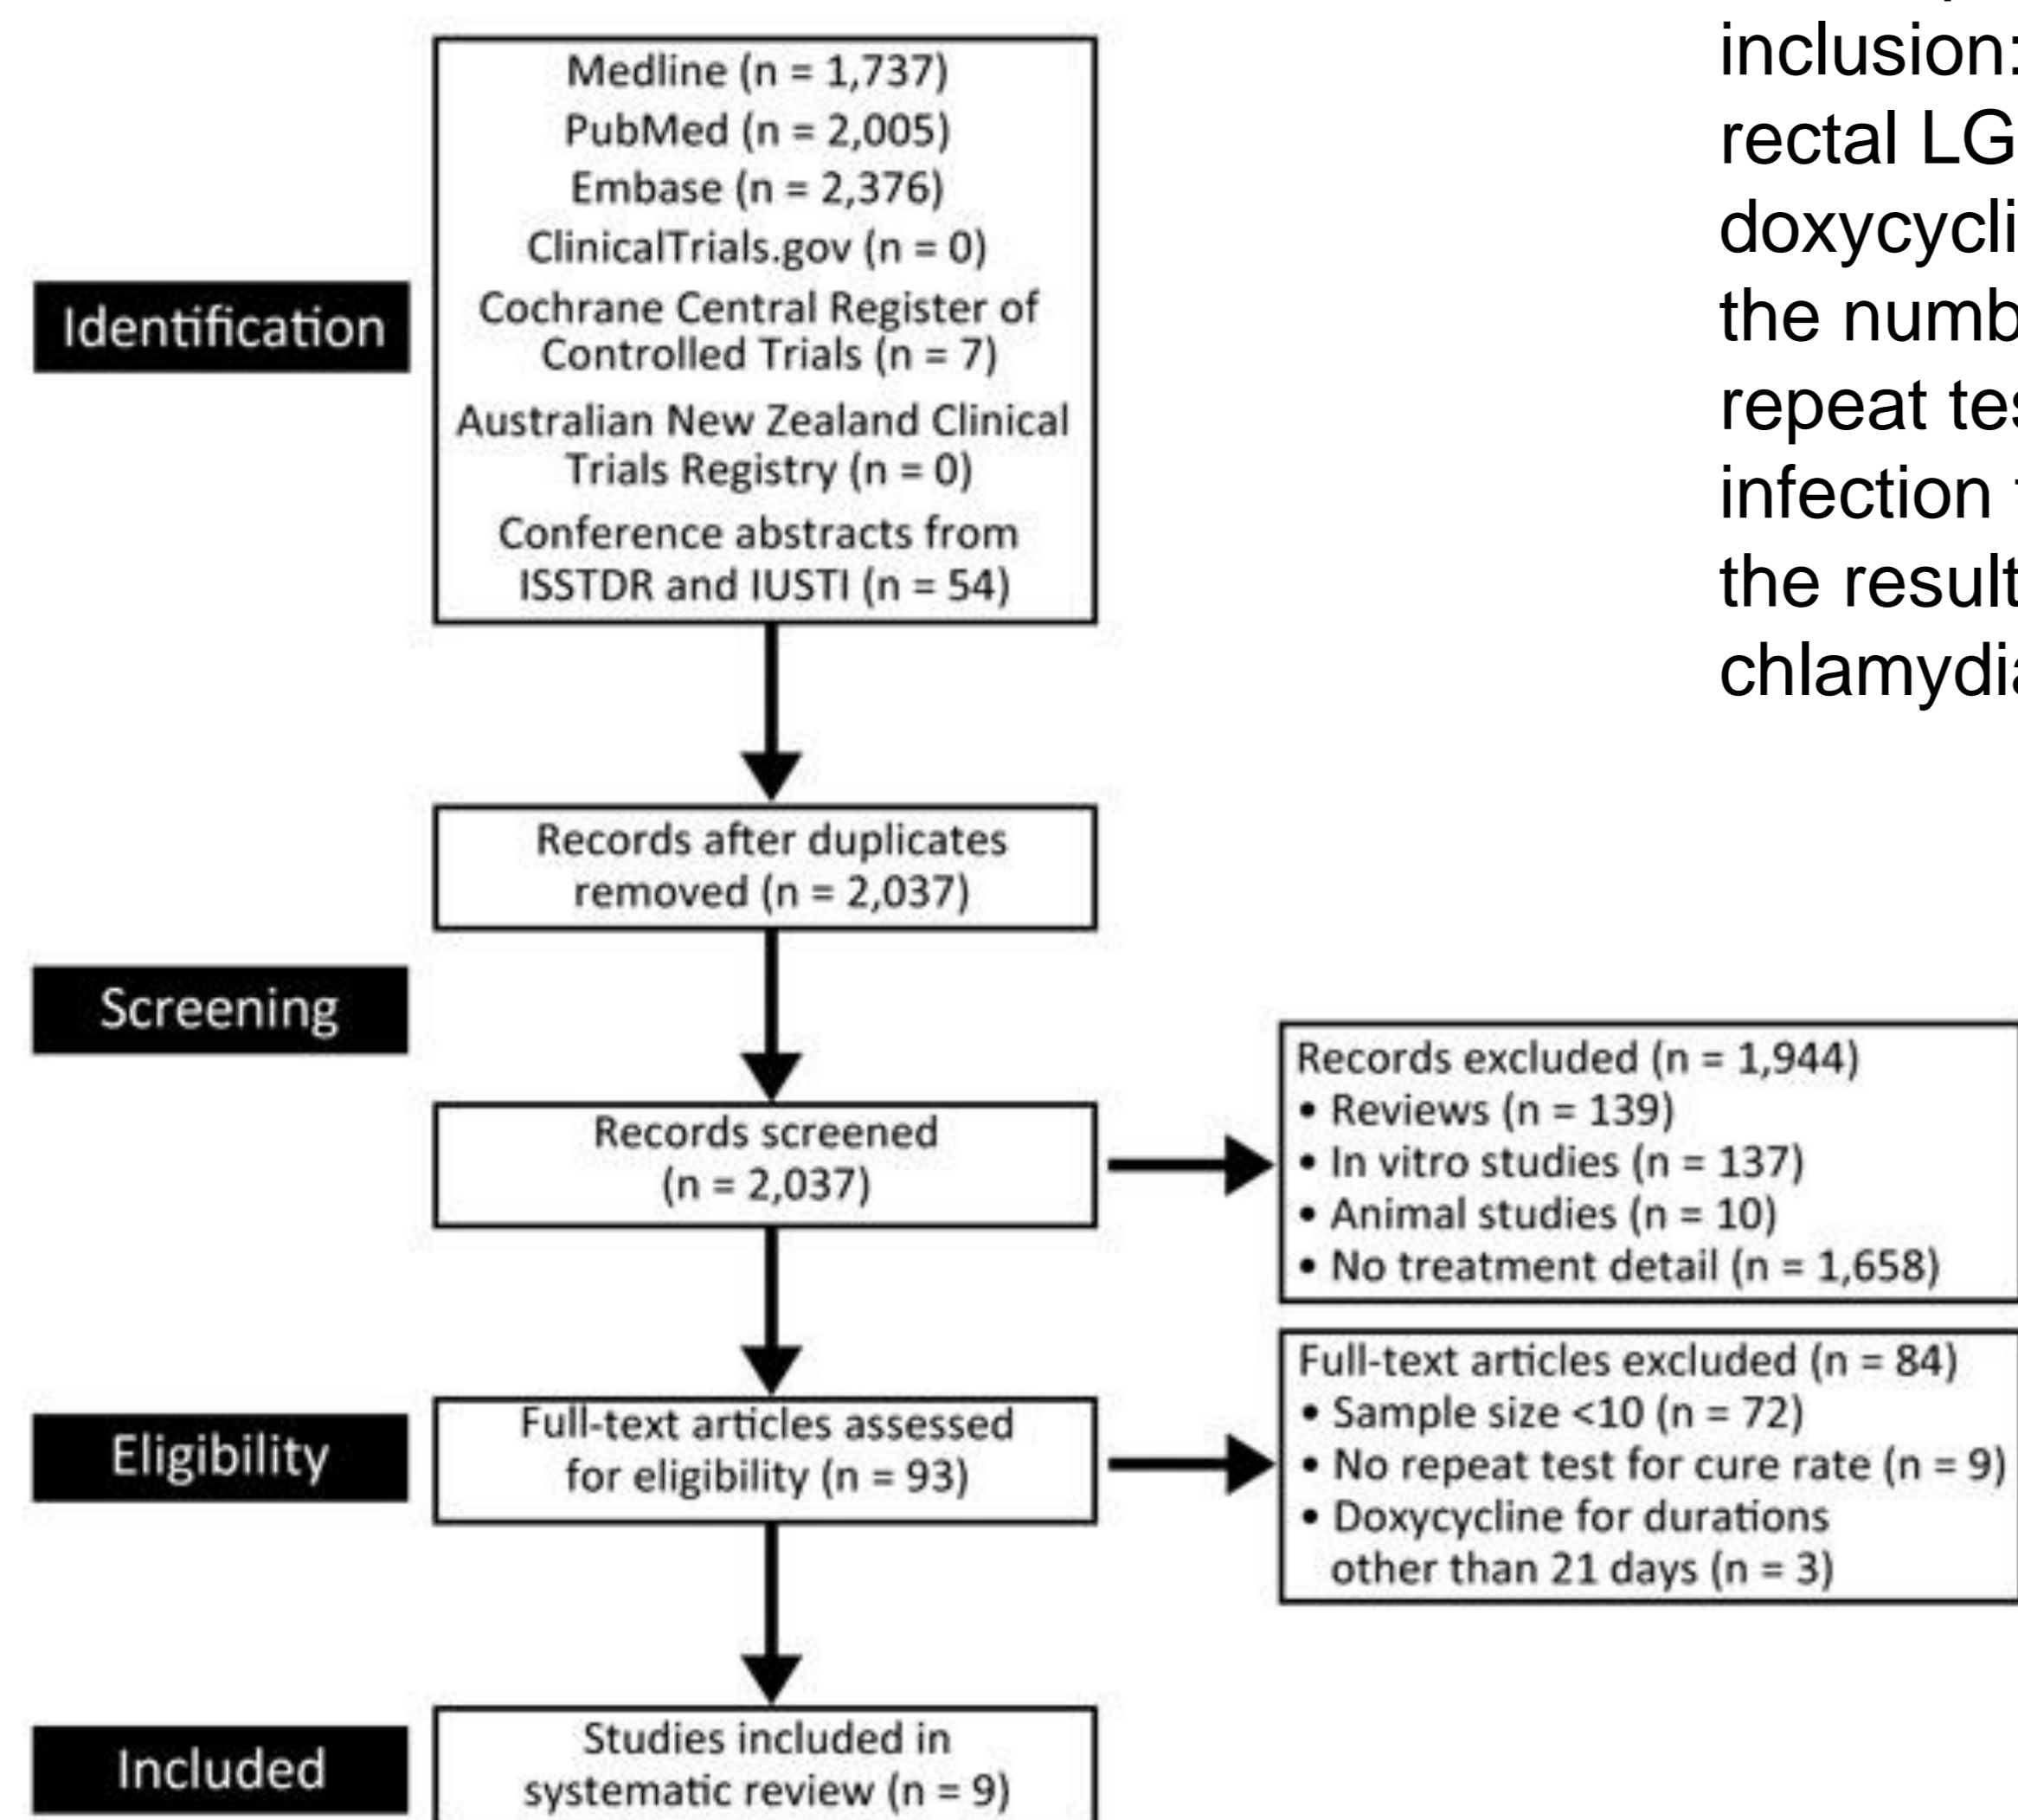 Identification
Medline (n = 1,737)
PubMed (n = 2,005)
Embase (n = 2,376)
ClinicalTrials.gov (n = 0)
Cochrane Central Register of
Controlled Trials (n = 7)
Australian New Zealand Clinical
Trials Registry (n = 0)
Conference abstracts from
ISSTDR and IUSTI (n = 54)
Records after duplicates
removed (n = 2,037)
Screening
Records screened
(n = 2,037)
Records excluded (n = 1,944)
• Reviews (n = 139)
• In vitro studies (n = 137)
• Animal studies (n = 10)
• No treatment detail (n = 1,658)
Eligibility
Full-text articles assessed
for eligibility (n = 93)
Full-text articles excluded (n = 84)
• Sample size <10 (n = 72)
• No repeat test for cure rate (n = 9)
• Doxycycline for durations
other than 21 days (n = 3)
Included
Studies included in
systematic review (n = 9)
inclusion:
rectal LG
doxycycli
the numb
repeat tes
infection
the result
chlamydia